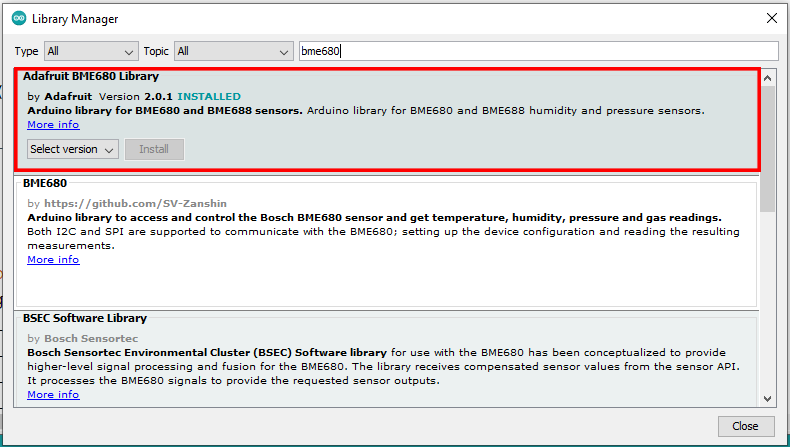 Library Manager
Type All Topic All bme680
Adafruit BME680 Library
by Adafruit Version 2.0.1 INSTALLED
Arduino library for BME680 and BME688 sensors. Arduino library for BME680 and BME688 humidity and pressure sensors.
More info
Select version Install
BME680
by https://github.com/SV-Zanshin
Arduino library to access and control the Bosch BME680 sensor and get temperature, humidity, pressure and gas readings.
Both I2C and SPI are supported to communicate with the BME680; setting up the device configuration and reading the resulting
measurements.
More info
BSEC Software Library
by Bosch Sensortec
Bosch Sensortec Environmental Cluster (BSEC) Software library for use with the BME680 has been conceptualized to provide
higher-level signal processing and fusion for the BME680. The library receives compensated sensor values from the sensor API.
It processes the BME680 signals to provide the requested sensor outputs.
More info
Close